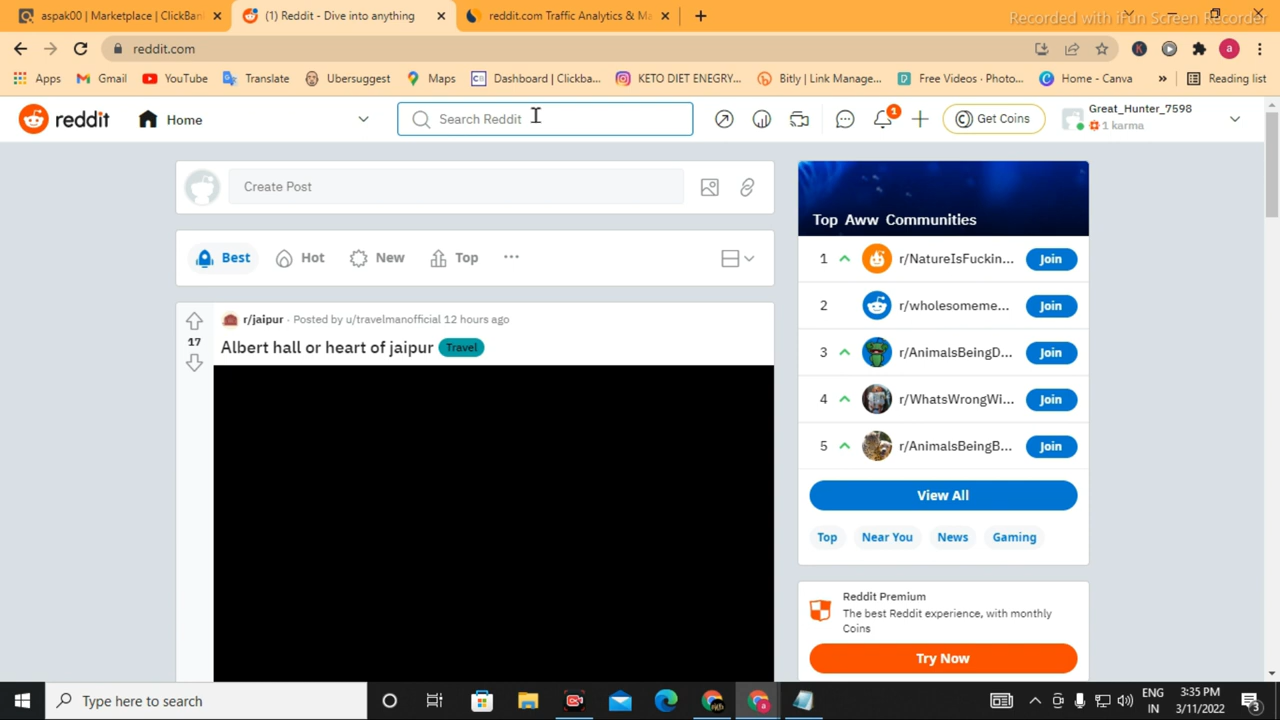 aspak00 | Marketplace | ClickBan
(1) Reddit - Dive into anything
reddit.com Traffic Analytics & Ma
Recorded with iFun Screen Recorder
reddit.com
Apps
Gmail
YouTube
Translate
Ubersuggest
Maps
Dashboard | Clickba...
KETO DIET ENEGRY...
Bitly | Link Manage...
Free Videos · Photo...
Home - Canva
Reading list
reddit
Home
Search Reddit
1
Get Coins
Great_Hunter_7598
1 karma
Create Post
Best
Hot
New
Top
r/jaipur · Posted by u/travelmanofficial 12 hours ago
17
Albert hall or heart of jaipur Travel
Top Aww Communities
1 r/NatureIsFuckin... Join
2 r/wholesomeme... Join
3 r/AnimalsBeingD... Join
4 r/WhatsWrongWi... Join
5 r/AnimalsBeingB... Join
View All
Top
Near You
News
Gaming
Reddit Premium
The best Reddit experience, with monthly
Coins
Try Now
Type here to search
ENG
IN
3:35 PM
3/11/2022
3